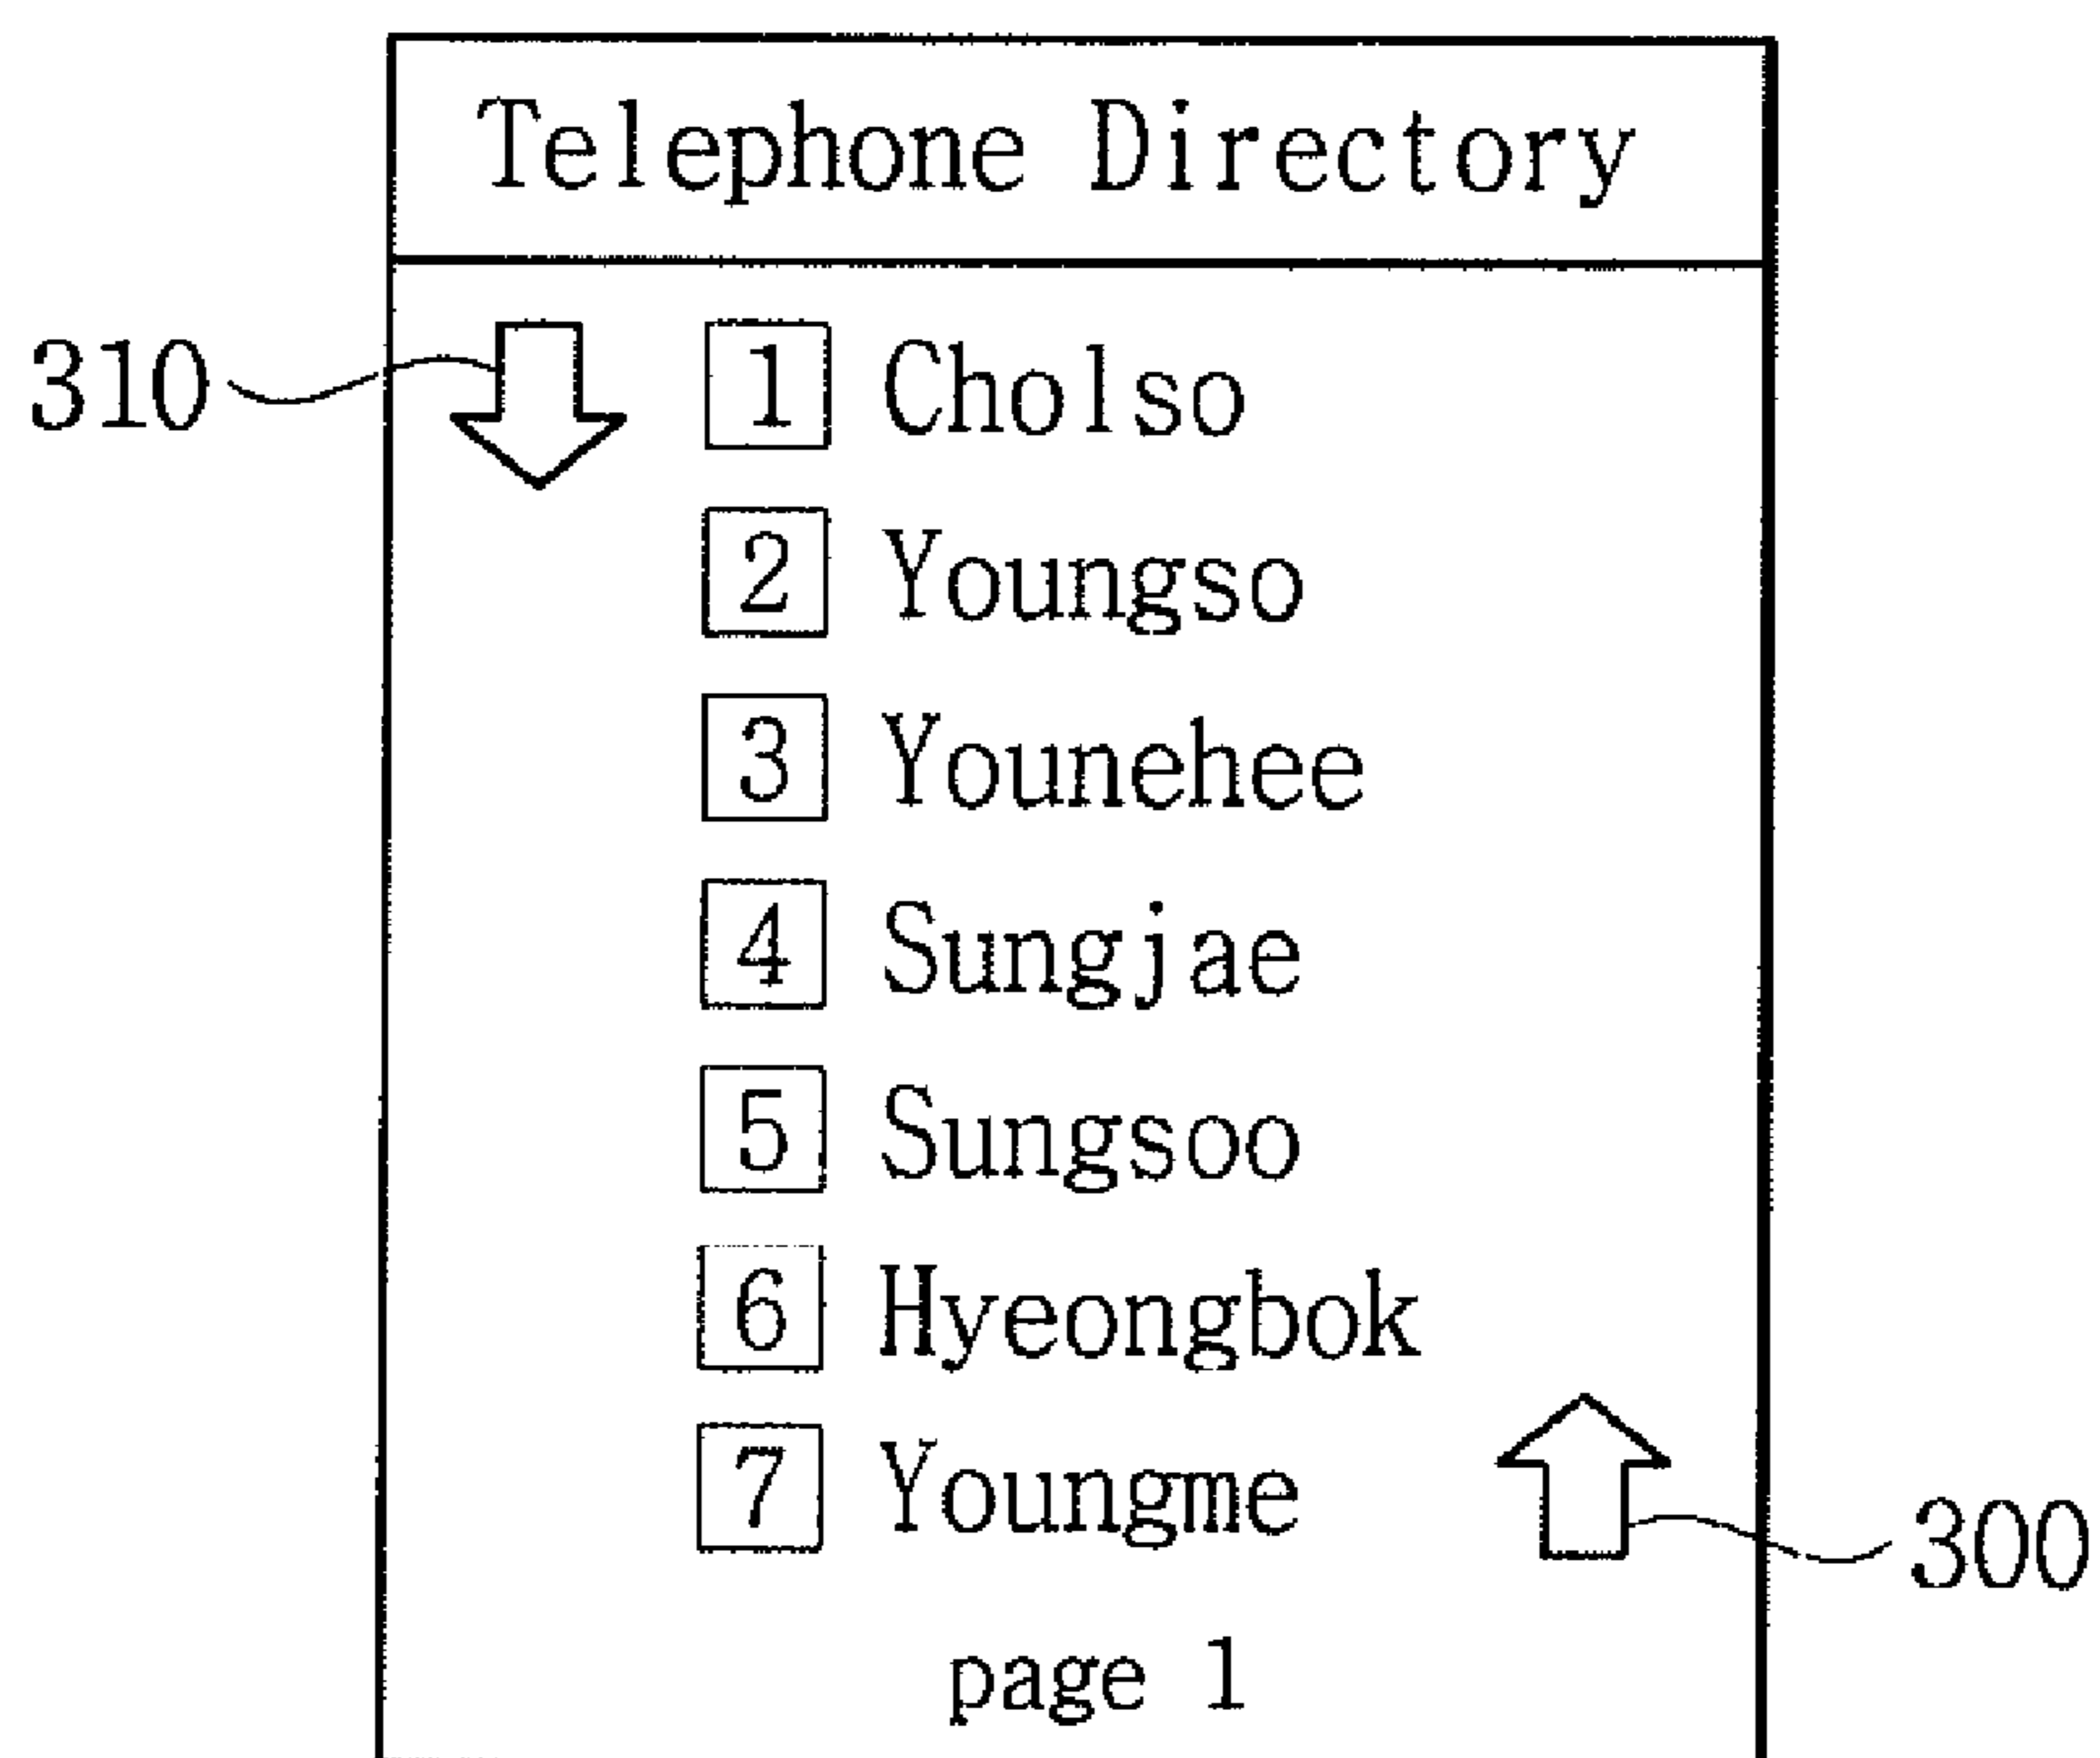 Telephone Directory
310
1 Cholso
2 Youngso
3 Younehee
4 Sungjae
5 Sungsoo
6 Hyeongbok
7 Youngme
300
page 1